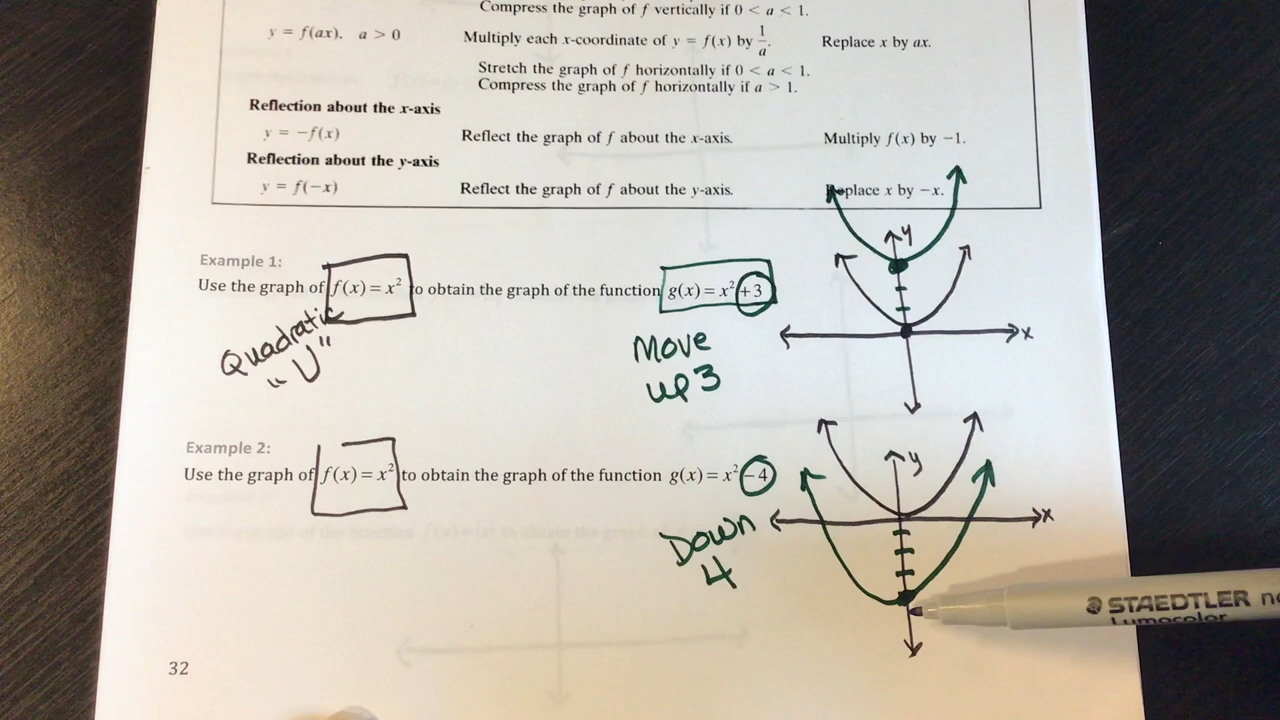 Compress the graph of f vertically if 0 < a < 1.
y = f(ax), a > 0 Multiply each x-coordinate of y = f(x) by 1/a. Replace x by ax.
Stretch the graph of f horizontally if 0 < a < 1.
Compress the graph of f horizontally if a > 1.
Reflection about the x-axis
y = −f(x) Reflect the graph of f about the x-axis. Multiply f(x) by −1.
Reflection about the y-axis
y = f(−x) Reflect the graph of f about the y-axis. Replace x by −x.
y
Example 1:
Use the graph of f(x) = x² to obtain the graph of the function g(x) = x² +3
x
Quadratic
"U"
Move
up 3
Example 2:
y
Use the graph of f(x) = x² to obtain the graph of the function g(x) = x² − 4
x
Down
4
STAEDTLER
Lumocolor
32